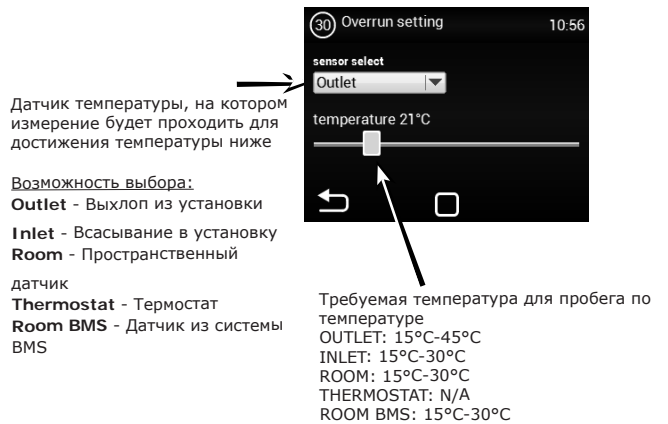 30 Overrun setting 10:56
sensor select
Outlet
temperature 21°C
Датчик температуры, на котором
измерение будет проходить для
достижения температуры ниже
Возможность выбора:
Outlet - Выхлоп из установки
Inlet - Всасывание в установку
Room - Пространственный
датчик
Thermostat - Термостат
Room BMS - Датчик из системы
BMS
Требуемая температура для пробега по
температуре
OUTLET: 15°C-45°C
INLET: 15°C-30°C
ROOM: 15°C-30°C
THERMOSTAT: N/A
ROOM BMS: 15°C-30°C